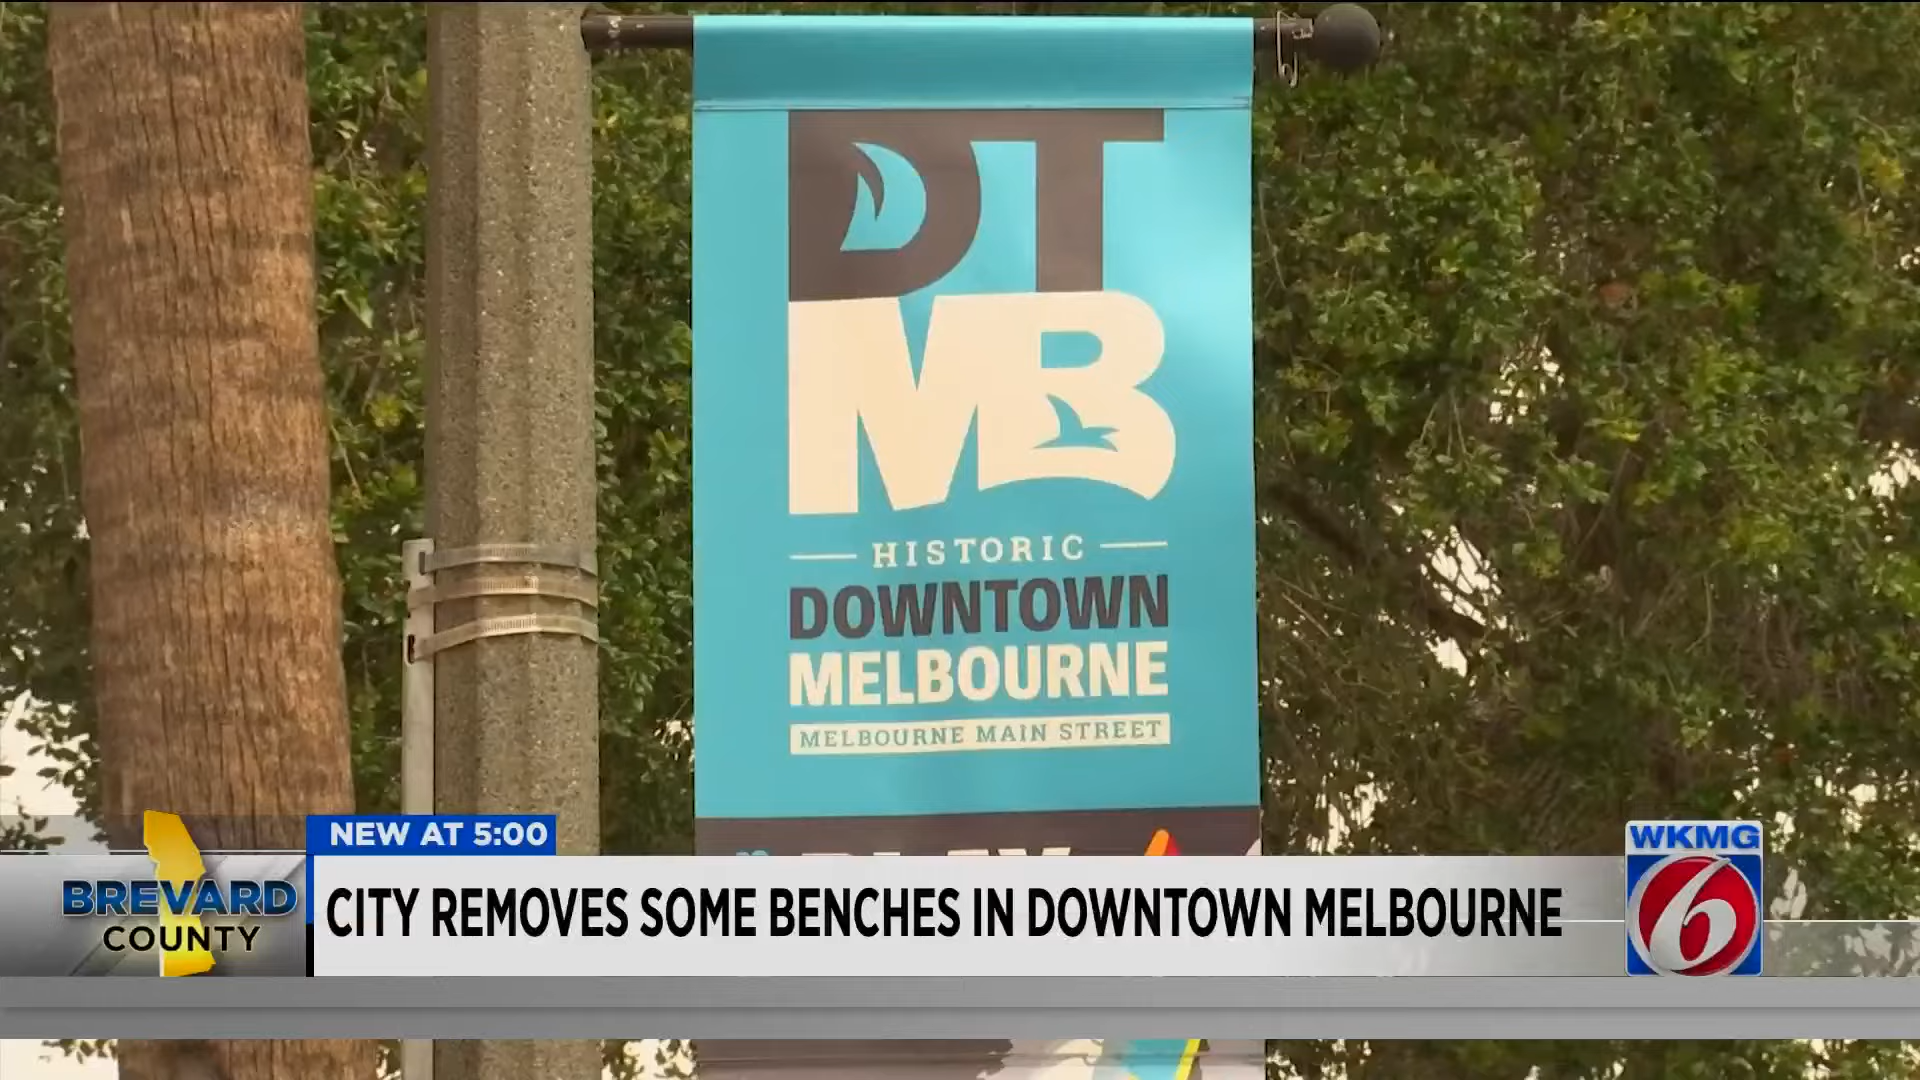 DT
MB
HISTORIC
DOWNTOWN
MELBOURNE
MELBOURNE MAIN STREET
PLAY
NEW AT 5:00
BREVARD
COUNTY
CITY REMOVES SOME BENCHES IN DOWNTOWN MELBOURNE
WKMG
6